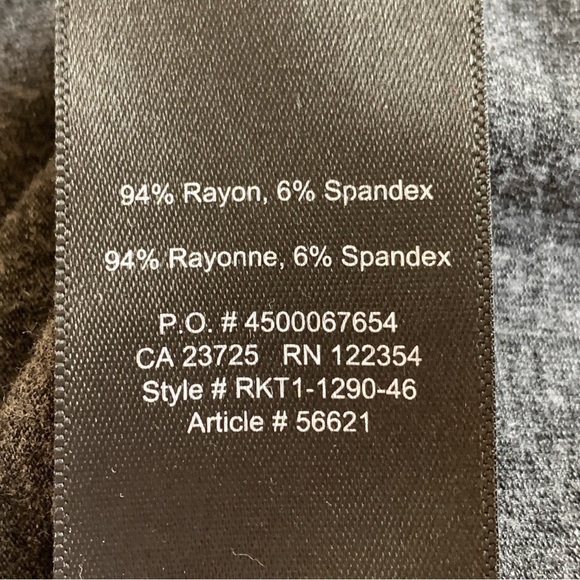 94% Rayon, 6% Spandex
94% Rayonne, 6% Spandex
P.O. # 4500067654
CA 23725 RN 122354
Style # RKT1-1290-46
Article # 56621